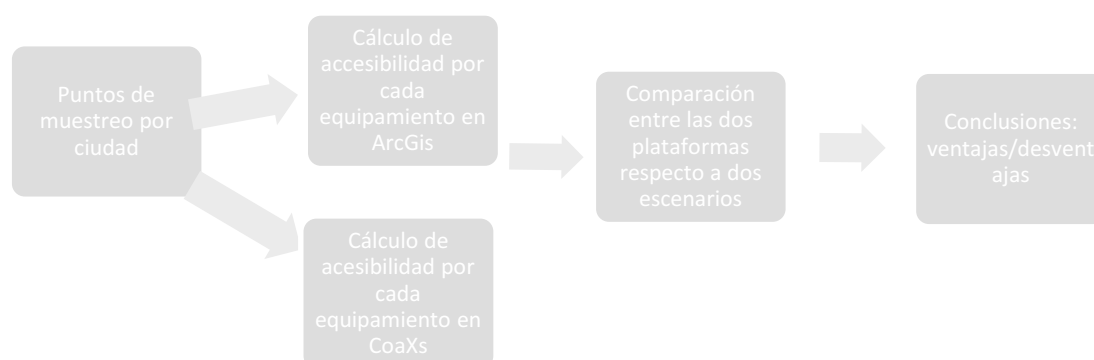 Puntos de
muestreo por
ciudad
Cálculo de
accesibilidad por
cada
equipamiento en
ArcGis
Cálculo de
acesibilidad por
cada
equipamiento en
CoaXs
Comparación
entre las dos
plataformas
respecto a dos
escenarios
Conclusiones:
ventajas/desvent
ajas